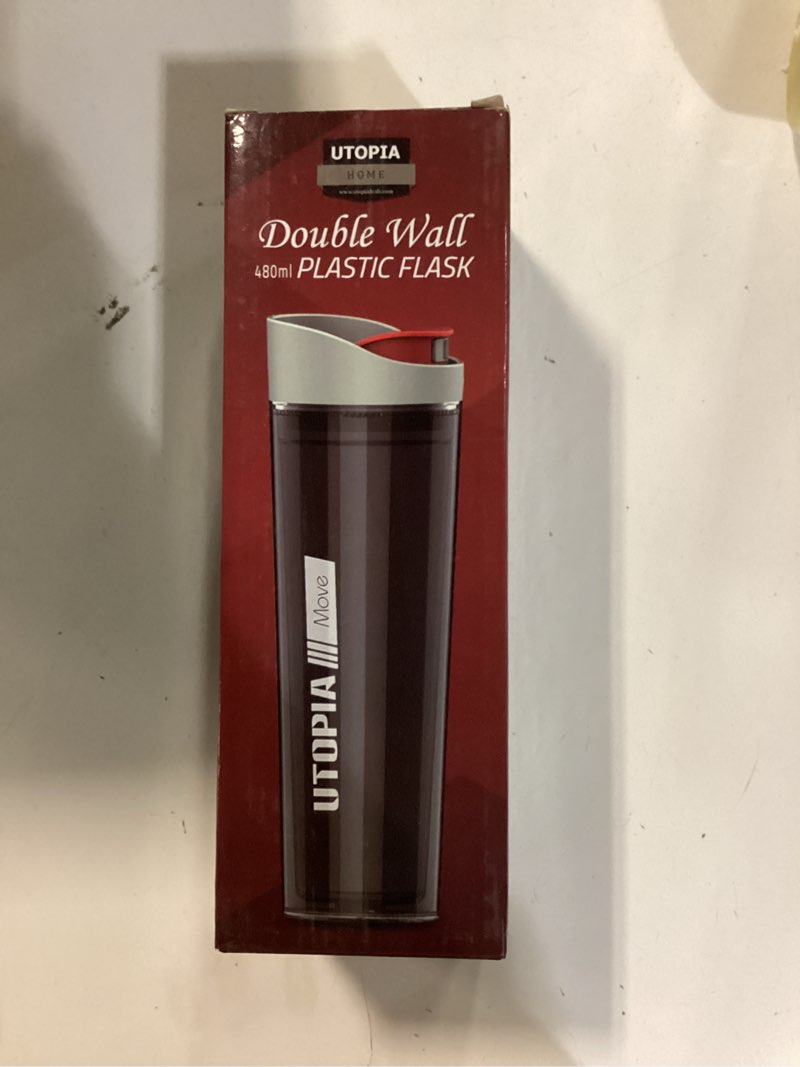 UTOPIA
HOME
Double Wall
480ml PLASTIC FLASK
UTOPIA Move